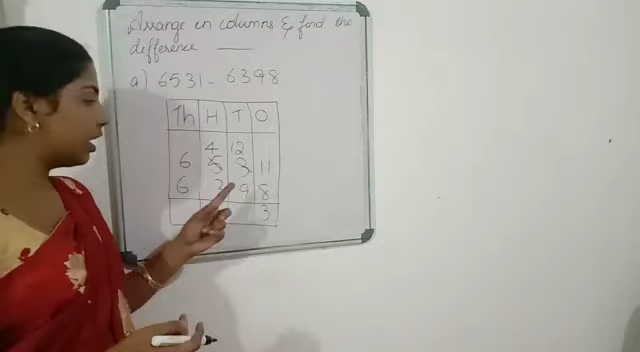 Arrange in columns & find the
difference ___
a) 6531 - 6398
Th H T O
4 12
6 5 3 11
6 3 9 8
3